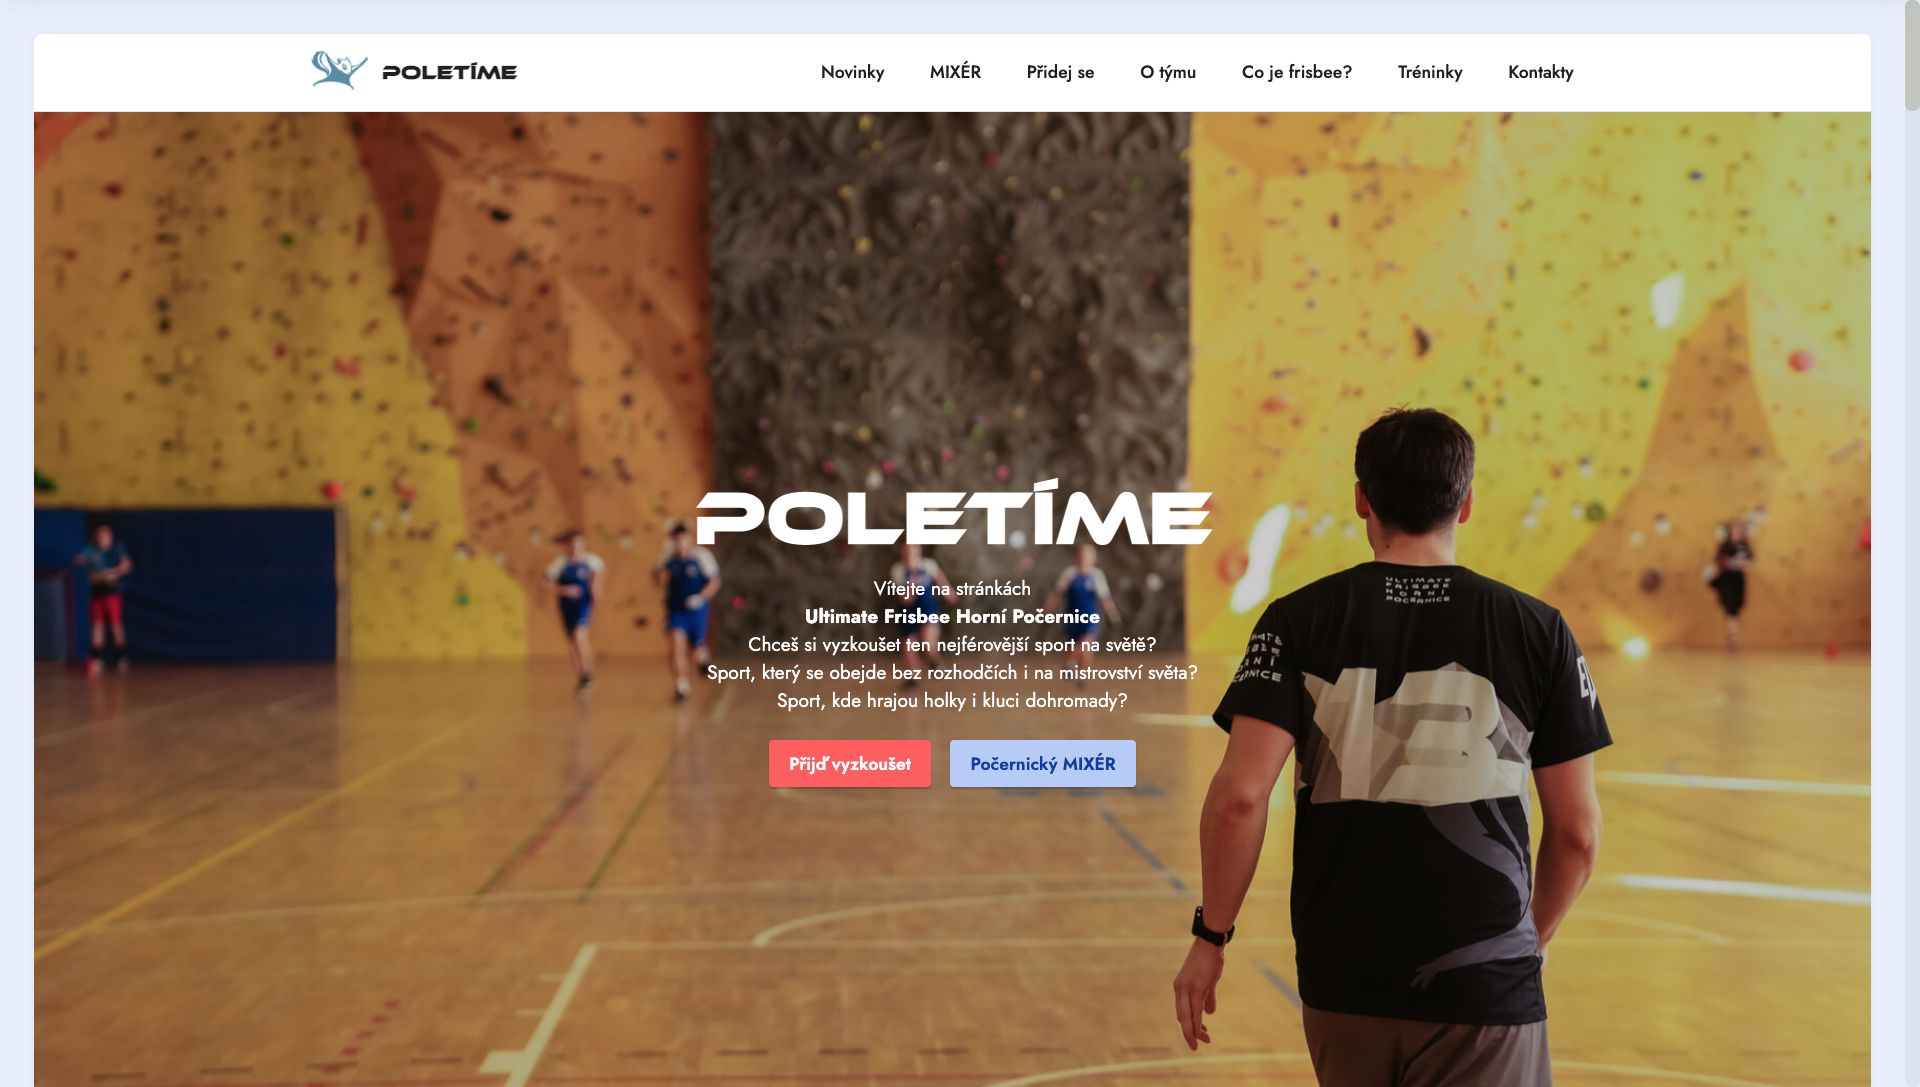 POLETÍME
Novinky
MIXÉR
Přidej se
O týmu
Co je frisbee?
Tréninky
Kontakty
POLETÍME
Vítejte na stránkách
Ultimate Frisbee Horní Počernice
Chceš si vyzkoušet ten nejférovější sport na světě?
Sport, který se obejde bez rozhodčích i na mistrovství světa?
Sport, kde hrajou holky i kluci dohromady?
Přijď vyzkoušet
Počernický MIXÉR
ULTIMATE
FRISBEE
HORNÍ
POČERNICE
13